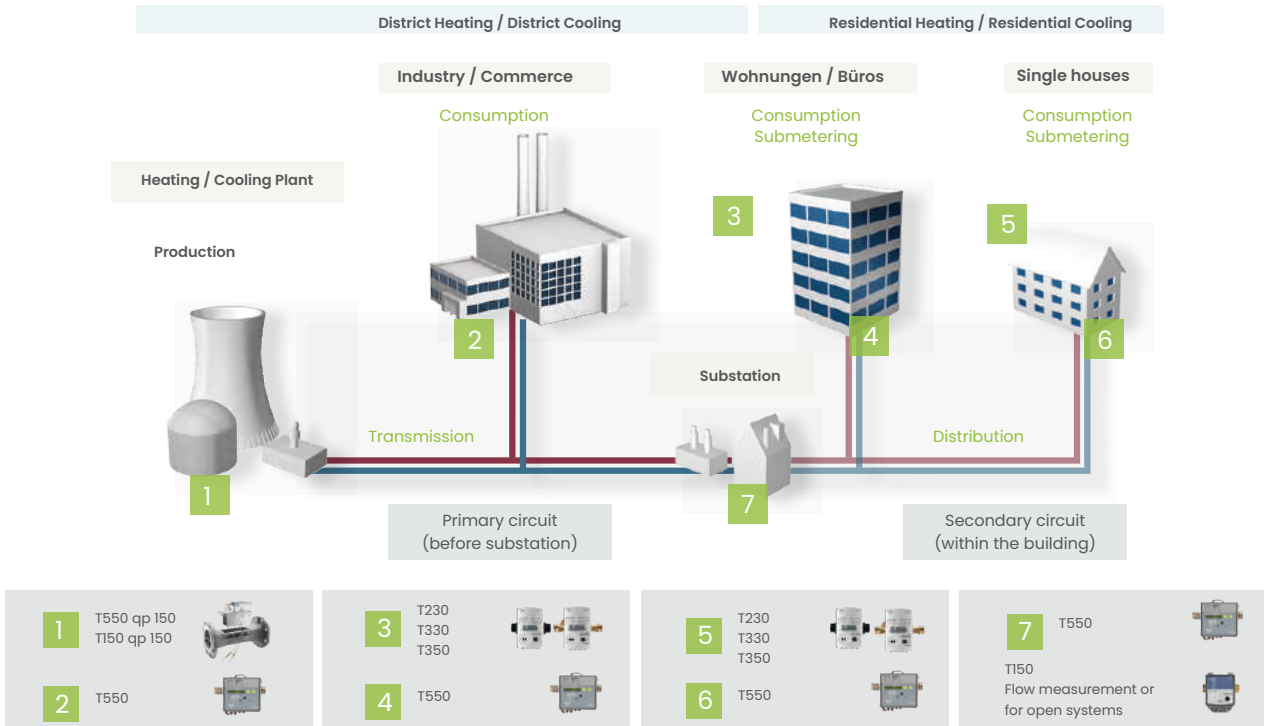 District Heating / District Cooling
Residential Heating / Residential Cooling
Industry / Commerce
Wohnungen / Büros
Single houses
Consumption
Consumption
Submetering
Consumption
Submetering
Heating / Cooling Plant
Production
3
5
2
4
6
Substation
Transmission
Distribution
1
7
Primary circuit
(before substation)
Secondary circuit
(within the building)
1
T550 qp 150
T150 qp 150
2
T550
3
T230
T330
T350
4
T550
5
T230
T330
T350
6
T550
7
T550
T150
Flow measurement or
for open systems